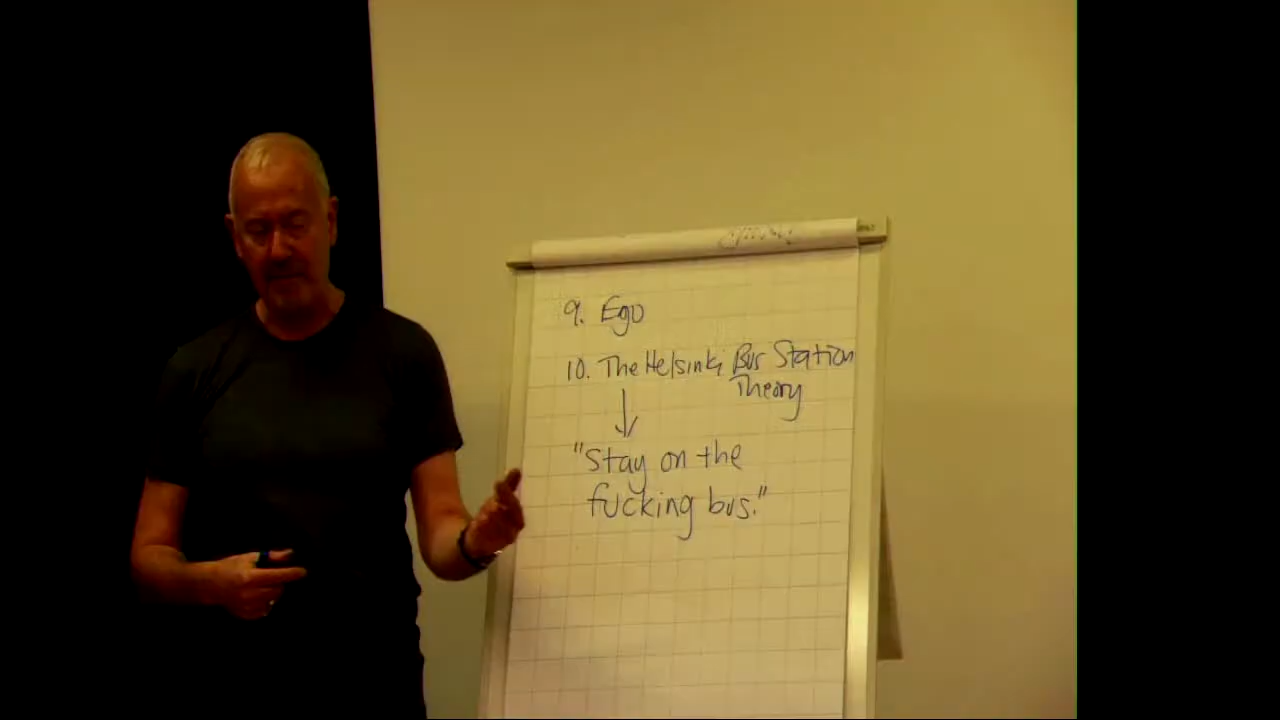 9. Ego
10. The Helsinki Bus Station
Theory
"Stay on the
fucking bus."